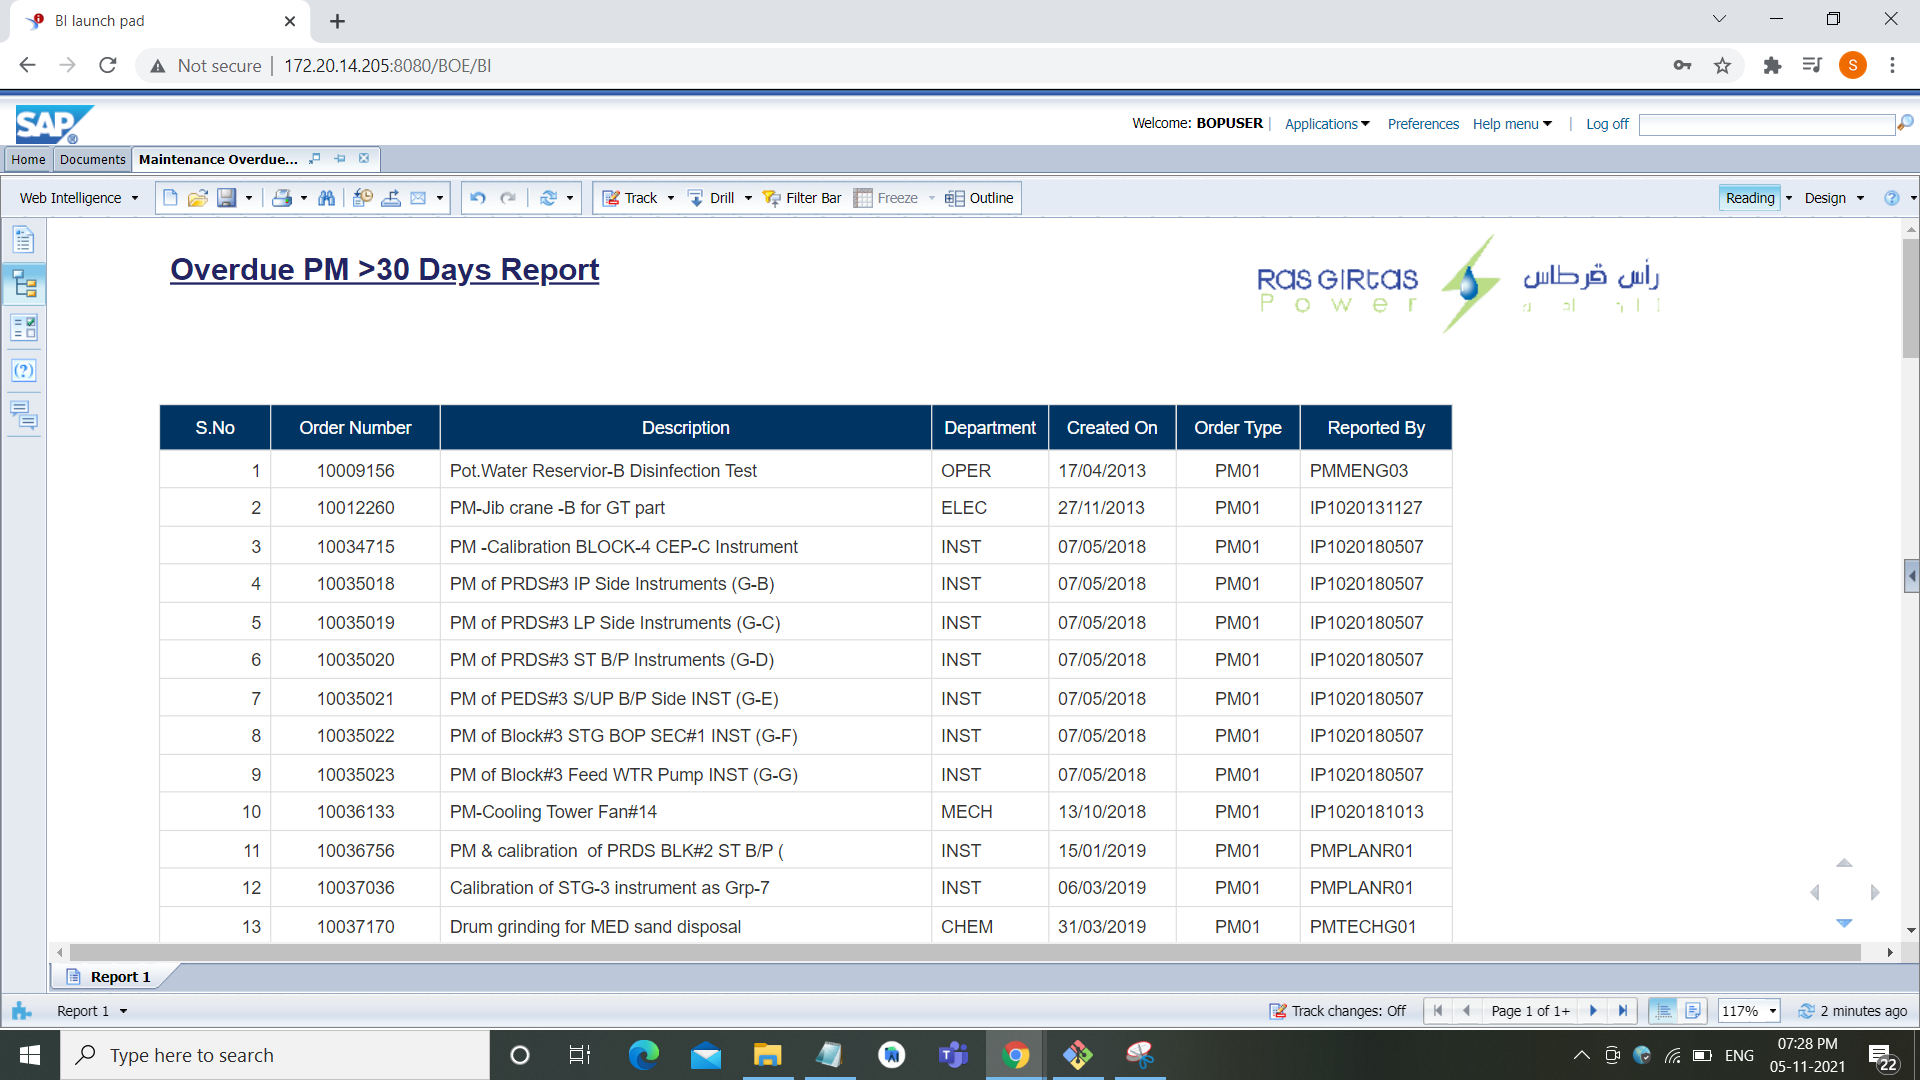 BI launch pad
Not secure 172.20.14.205:8080/BOE/BI
S
SAP
Welcome: BOPUSER Applications Preferences Help menu Log off
Home Documents Maintenance Overdue...
Web Intelligence Track Drill Filter Bar Freeze Outline Reading Design
Overdue PM >30 Days Report
RAS GIRTAS رأس قرطاس
Power
S.No Order Number Description Department Created On Order Type Reported By
1 10009156 Pot.Water Reservior-B Disinfection Test OPER 17/04/2013 PM01 PMMENG03
2 10012260 PM-Jib crane -B for GT part ELEC 27/11/2013 PM01 IP1020131127
3 10034715 PM -Calibration BLOCK-4 CEP-C Instrument INST 07/05/2018 PM01 IP1020180507
4 10035018 PM of PRDS#3 IP Side Instruments (G-B) INST 07/05/2018 PM01 IP1020180507
5 10035019 PM of PRDS#3 LP Side Instruments (G-C) INST 07/05/2018 PM01 IP1020180507
6 10035020 PM of PRDS#3 ST B/P Instruments (G-D) INST 07/05/2018 PM01 IP1020180507
7 10035021 PM of PEDS#3 S/UP B/P Side INST (G-E) INST 07/05/2018 PM01 IP1020180507
8 10035022 PM of Block#3 STG BOP SEC#1 INST (G-F) INST 07/05/2018 PM01 IP1020180507
9 10035023 PM of Block#3 Feed WTR Pump INST (G-G) INST 07/05/2018 PM01 IP1020180507
10 10036133 PM-Cooling Tower Fan#14 MECH 13/10/2018 PM01 IP1020181013
11 10036756 PM & calibration  of PRDS BLK#2 ST B/P ( INST 15/01/2019 PM01 PMPLANR01
12 10037036 Calibration of STG-3 instrument as Grp-7 INST 06/03/2019 PM01 PMPLANR01
13 10037170 Drum grinding for MED sand disposal CHEM 31/03/2019 PM01 PMTECHG01
Report 1
Report 1 Track changes: Off Page 1 of 1+ 117% 2 minutes ago
Type here to search ENG 07:28 PM
05-11-2021 22